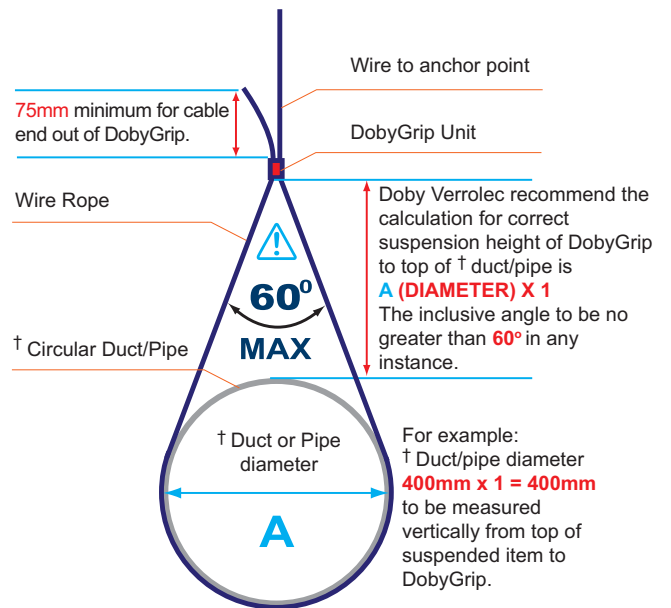 Wire to anchor point
75mm minimum for cable
end out of DobyGrip.
DobyGrip Unit
Wire Rope
Doby Verrolec recommend the
calculation for correct
suspension height of DobyGrip
to top of † duct/pipe is
A (DIAMETER) X 1
The inclusive angle to be no
greater than 60º in any
instance.
!
60⁰
MAX
† Circular Duct/Pipe
† Duct or Pipe
diameter
A
For example:
† Duct/pipe diameter
400mm x 1 = 400mm
to be measured
vertically from top of
suspended item to
DobyGrip.